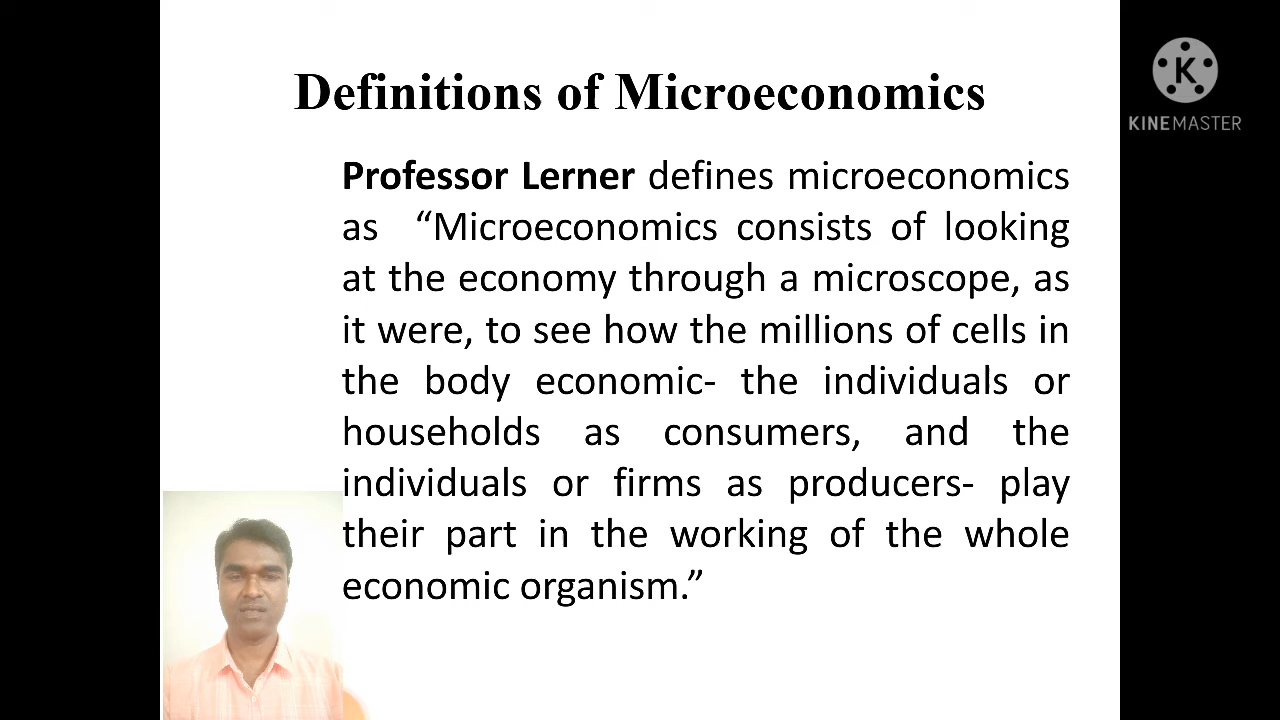 Definitions of Microeconomics
K
KINEMASTER
Professor Lerner defines microeconomics
as “Microeconomics consists of looking
at the economy through a microscope, as
it were, to see how the millions of cells in
the body economic- the individuals or
households as consumers, and the
individuals or firms as producers- play
their part in the working of the whole
economic organism.”